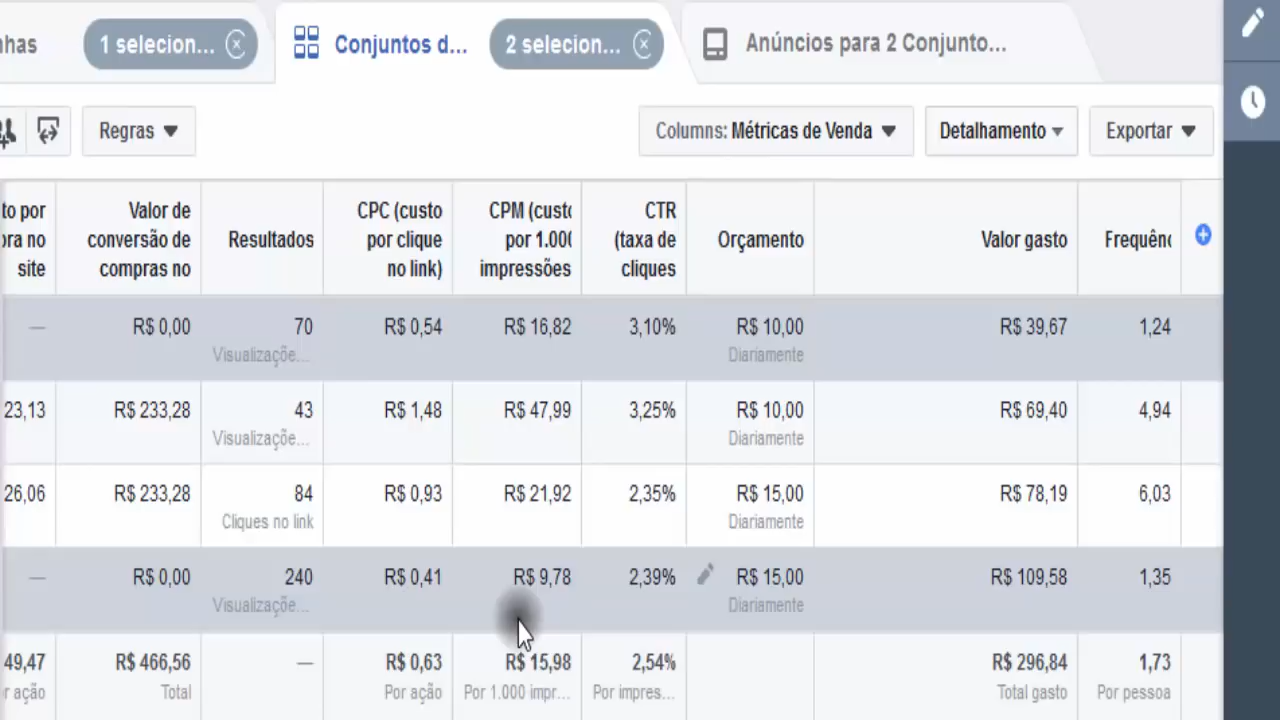 nhas
1 selecion...
Conjuntos d...
2 selecion...
Anúncios para 2 Conjunto...
Regras
Columns: Métricas de Venda
Detalhamento
Exportar
to por
site
Valor de
conversão de
compras no
Resultados
CPC (custo
por clique
no link)
CPM (custo
por 1.000
impressões
CTR
(taxa de
cliques
Orçamento
Valor gasto
Frequênc
— R$ 0,00 70 R$ 0,54 R$ 16,82 3,10% R$ 10,00 R$ 39,67 1,24
Visualizaçõe... Diariamente
23,13 R$ 233,28 43 R$ 1,48 R$ 47,99 3,25% R$ 10,00 R$ 69,40 4,94
Visualizaçõe... Diariamente
26,06 R$ 233,28 84 R$ 0,93 R$ 21,92 2,35% R$ 15,00 R$ 78,19 6,03
Cliques no link Diariamente
— R$ 0,00 240 R$ 0,41 R$ 9,78 2,39% R$ 15,00 R$ 109,58 1,35
Visualizaçõe... Diariamente
49,47 R$ 466,56 — R$ 0,63 R$ 15,98 2,54% R$ 296,84 1,73
r ação Total Por ação Por 1.000 impr... Por impres... Total gasto Por pessoa